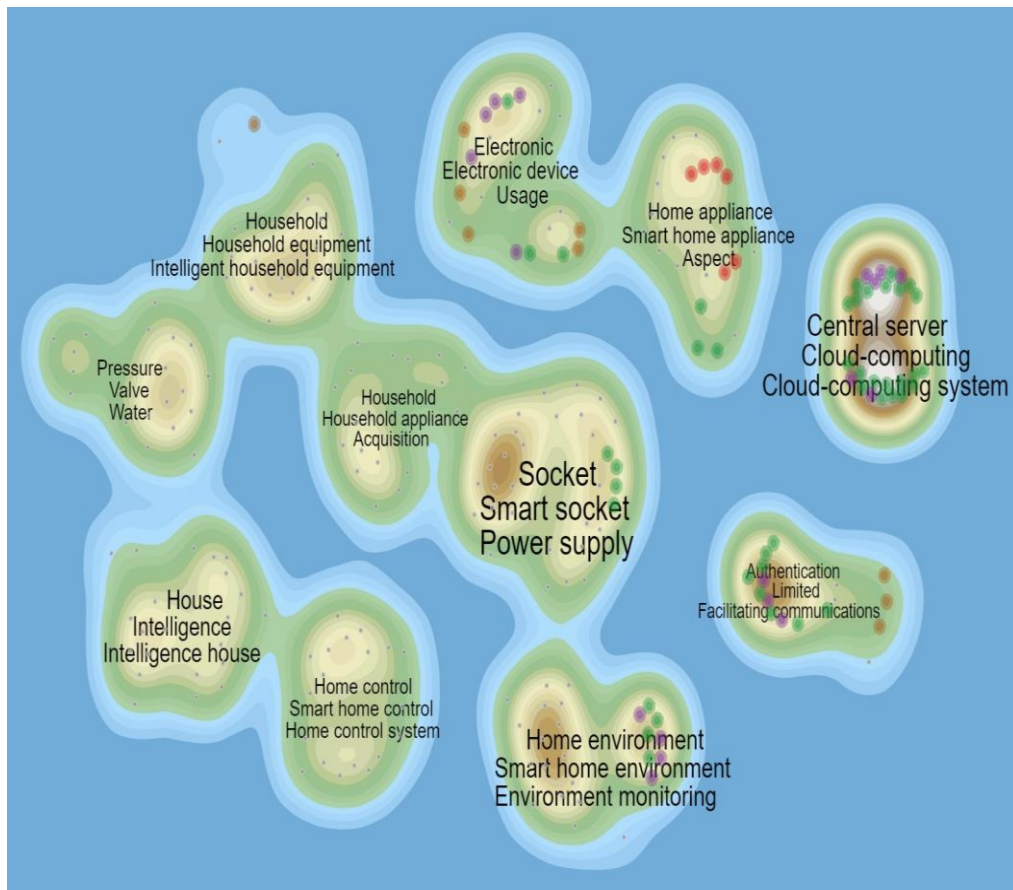 Electronic
Electronic device
Usage
Home appliance
Smart home appliance
Aspect
Household
Household equipment
Intelligent household equipment
Central server
Cloud-computing
Cloud-computing system
Pressure
Valve
Water
Household
Household appliance
Acquisition
Socket
Smart socket
Power supply
Authentication
Limited
Facilitating communications
House
Intelligence
Intelligence house
Home control
Smart home control
Home control system
Home environment
Smart home environment
Environment monitoring